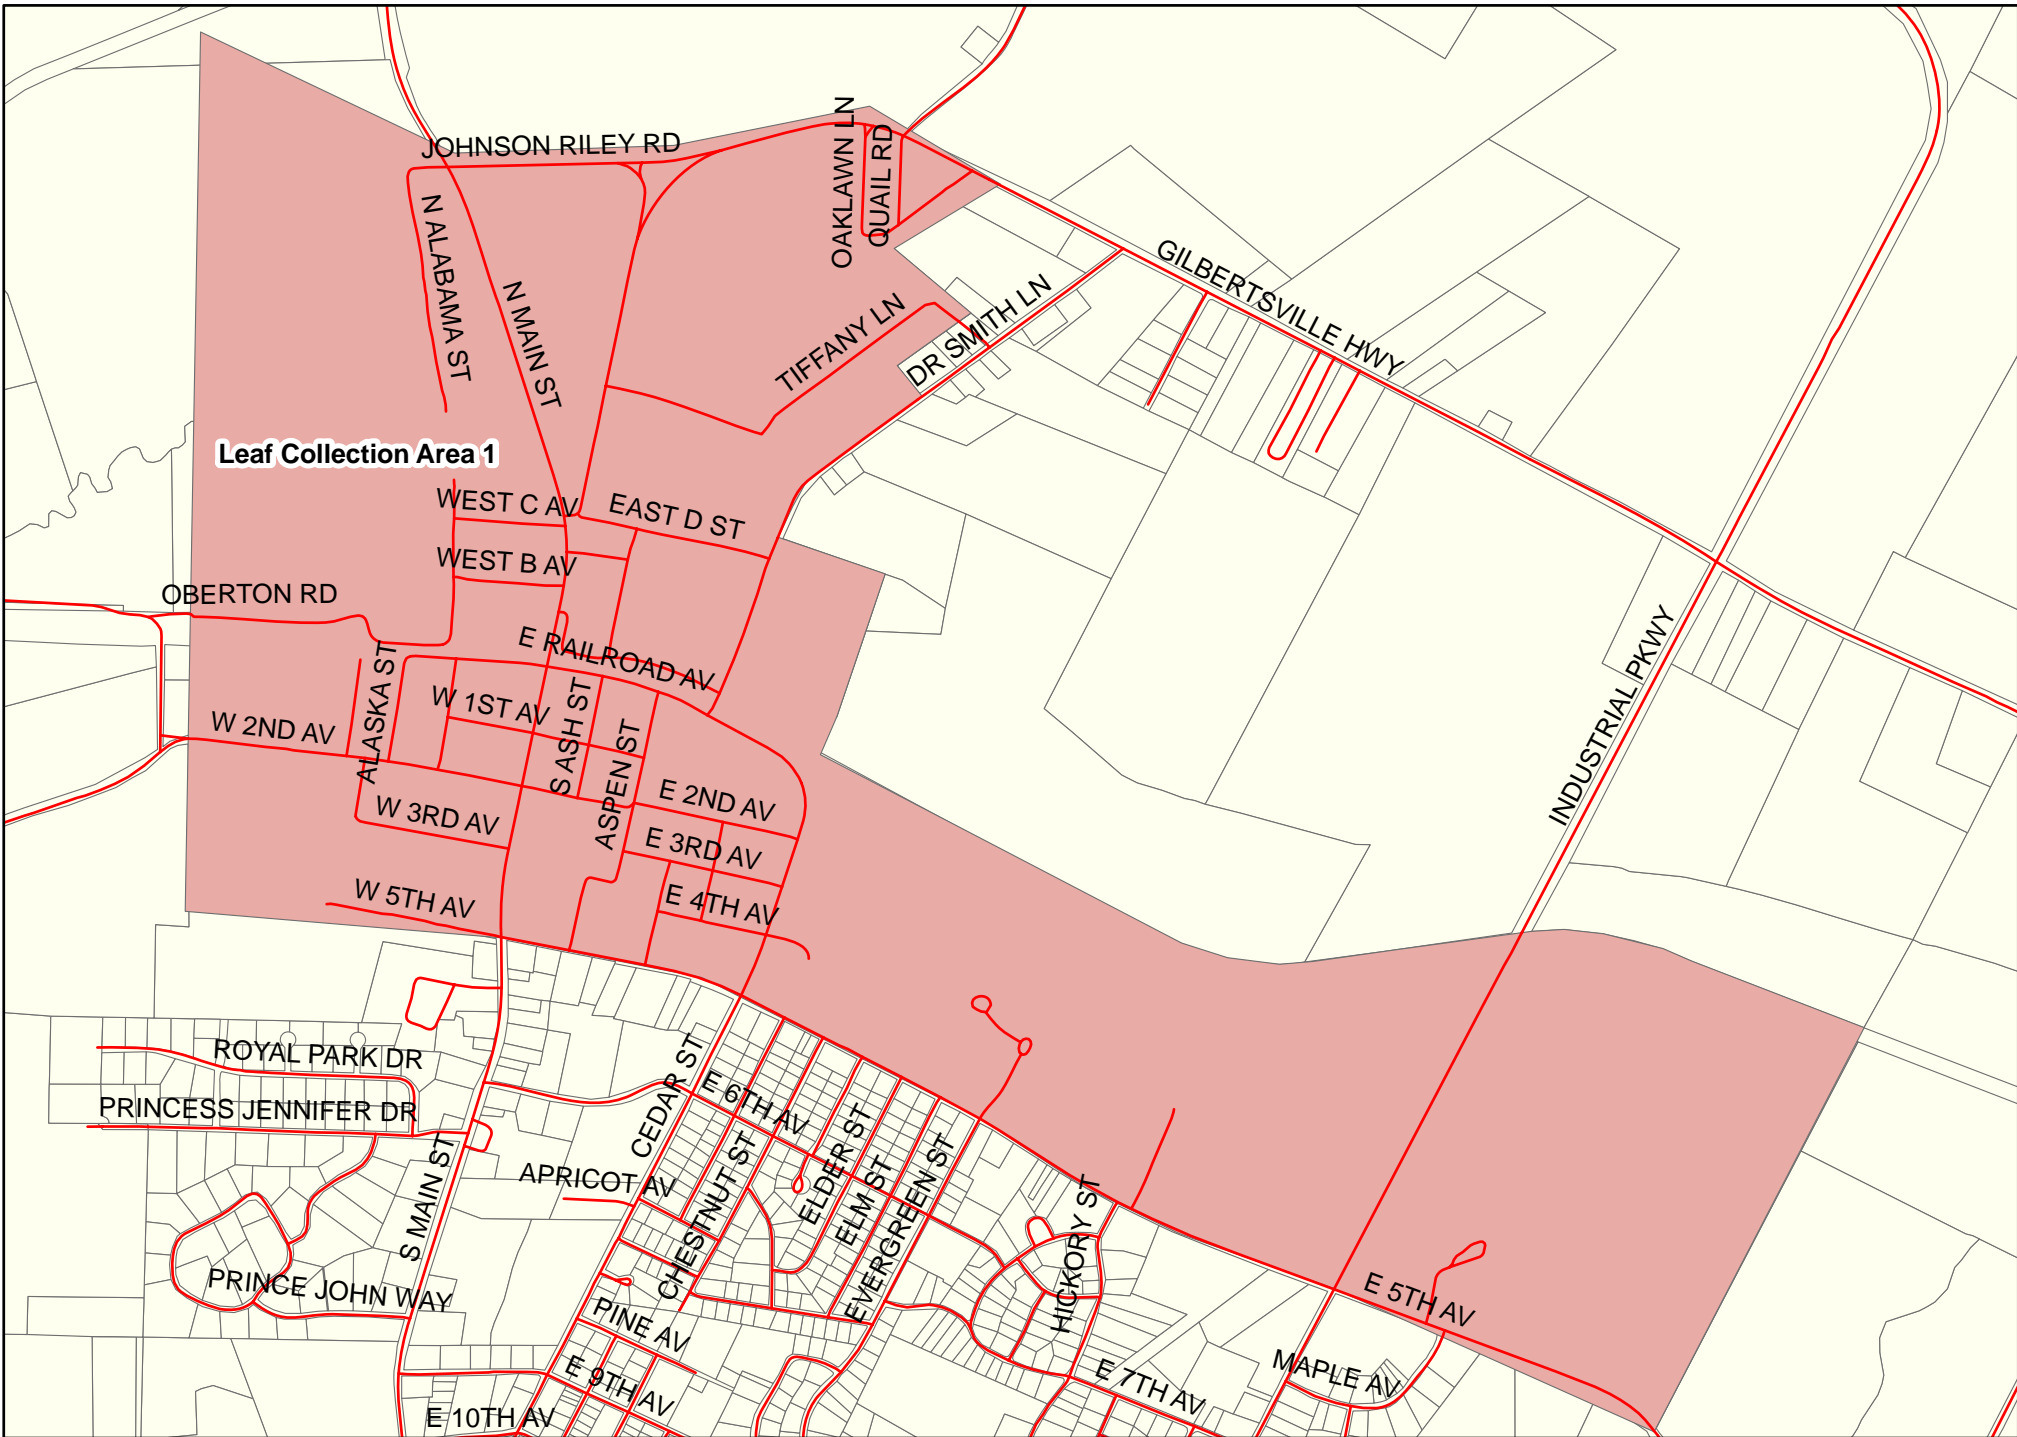 JOHNSON RILEY RD
OAKLAWN LN
QUAIL RD
N ALABAMA ST
N MAIN ST
GILBERTSVILLE HWY
TIFFANY LN
DR SMITH LN
Leaf Collection Area 1
WEST C AV
EAST D ST
WEST B AV
OBERTON RD
E RAILROAD AV
ALASKA ST
W 1ST AV
S ASH ST
ASPEN ST
W 2ND AV
E 2ND AV
INDUSTRIAL PKWY
W 3RD AV
E 3RD AV
W 5TH AV
E 4TH AV
ROYAL PARK DR
CEDAR ST
E 6TH AV
PRINCESS JENNIFER DR
S MAIN ST
APRICOT AV
CHESTNUT ST
ELDER ST
ELM ST
EVERGREEN ST
HICKORY ST
PRINCE JOHN WAY
PINE AV
E 5TH AV
E 9TH AV
E 7TH AV
MAPLE AV
E 10TH AV